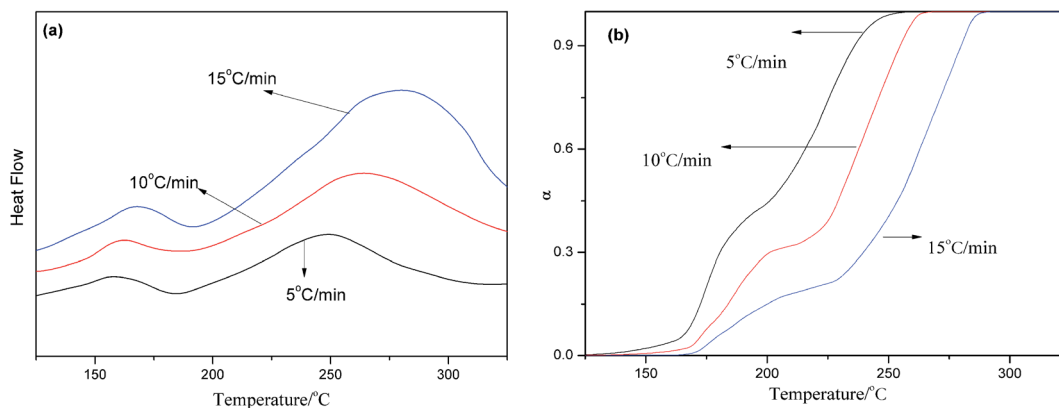 (a)
15°C/min
10°C/min
5°C/min
Heat Flow
150 200 250 300
Temperature/°C
(b)
5°C/min
10°C/min
15°C/min
0.9
0.6
0.3
0.0
α
150 200 250 300
Temperature/°C